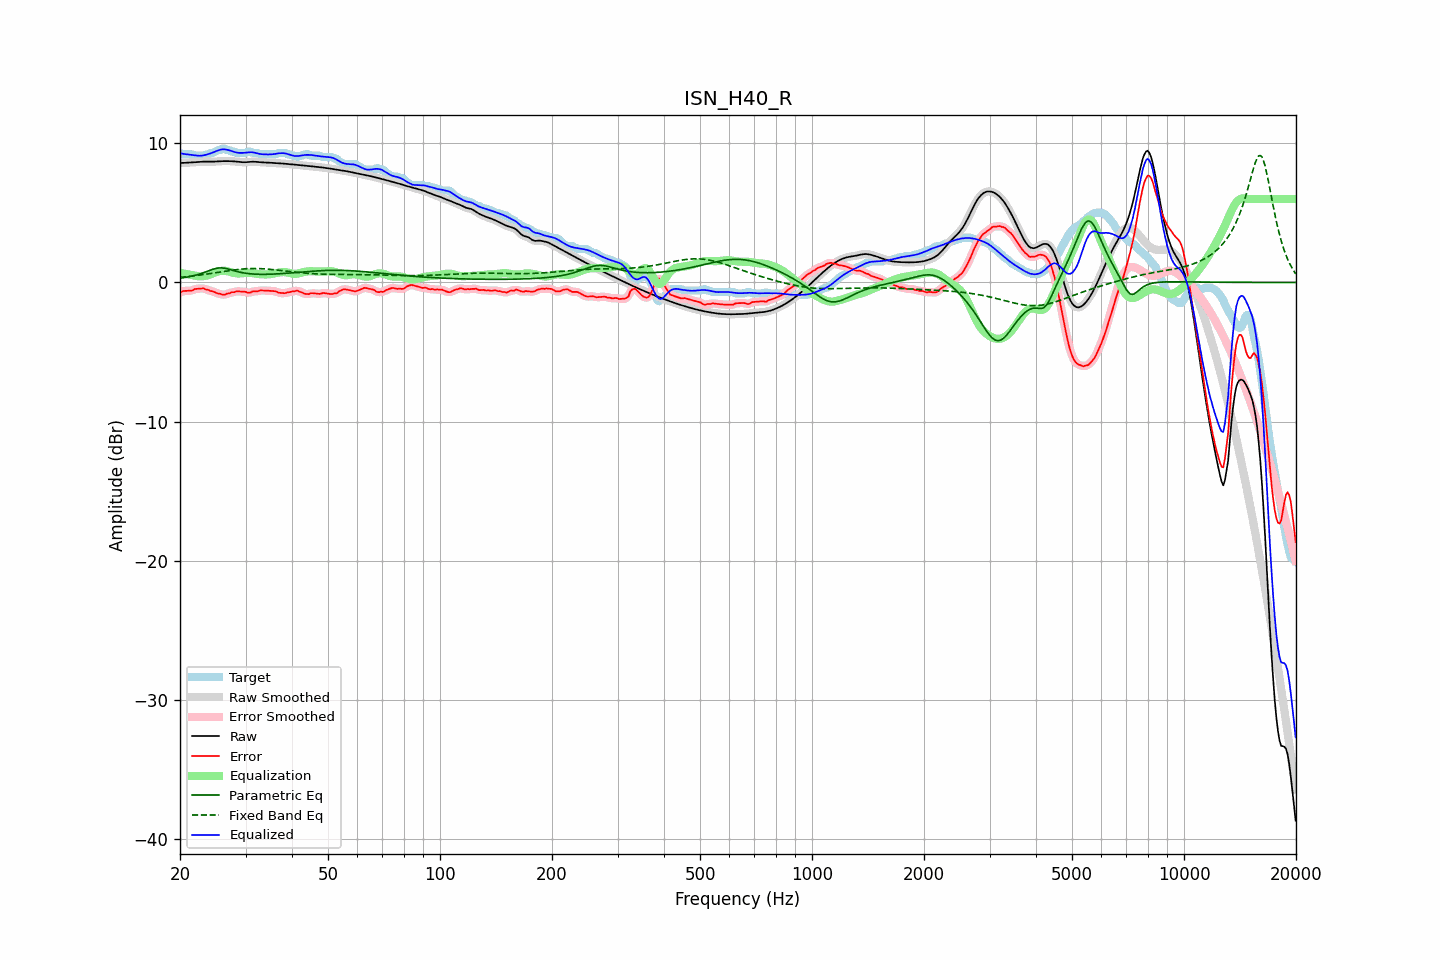 ISN_H40_R
10
0
−10
−20
−30
−40
Amplitude (dBr)
20
50
100
200
500
1000
2000
5000
10000
20000
Frequency (Hz)
Target
Raw Smoothed
Error Smoothed
Raw
Error
Equalization
Parametric Eq
Fixed Band Eq
Equalized